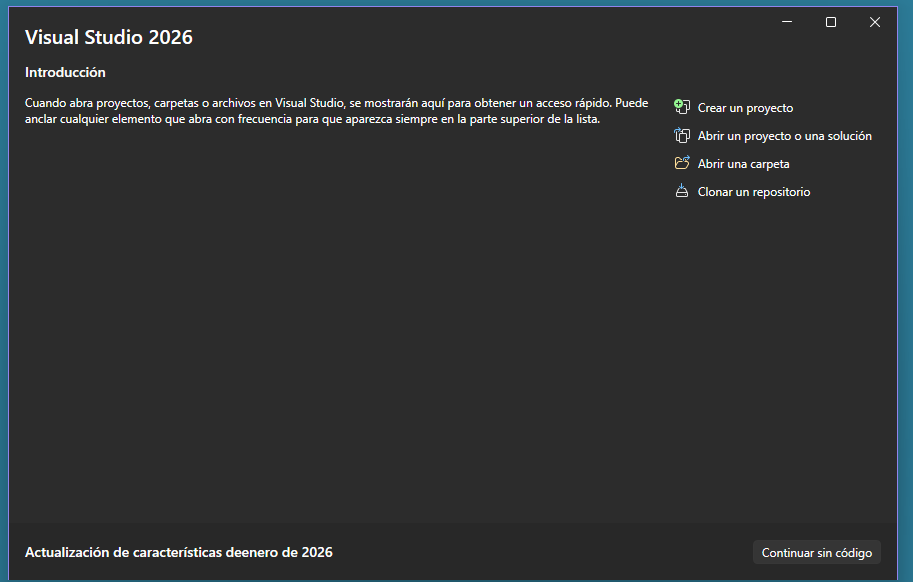 Visual Studio 2026
Introducción
Cuando abra proyectos, carpetas o archivos en Visual Studio, se mostrarán aquí para obtener un acceso rápido. Puede
anclar cualquier elemento que abra con frecuencia para que aparezca siempre en la parte superior de la lista.
Crear un proyecto
Abrir un proyecto o una solución
Abrir una carpeta
Clonar un repositorio
Actualización de características deenero de 2026
Continuar sin código